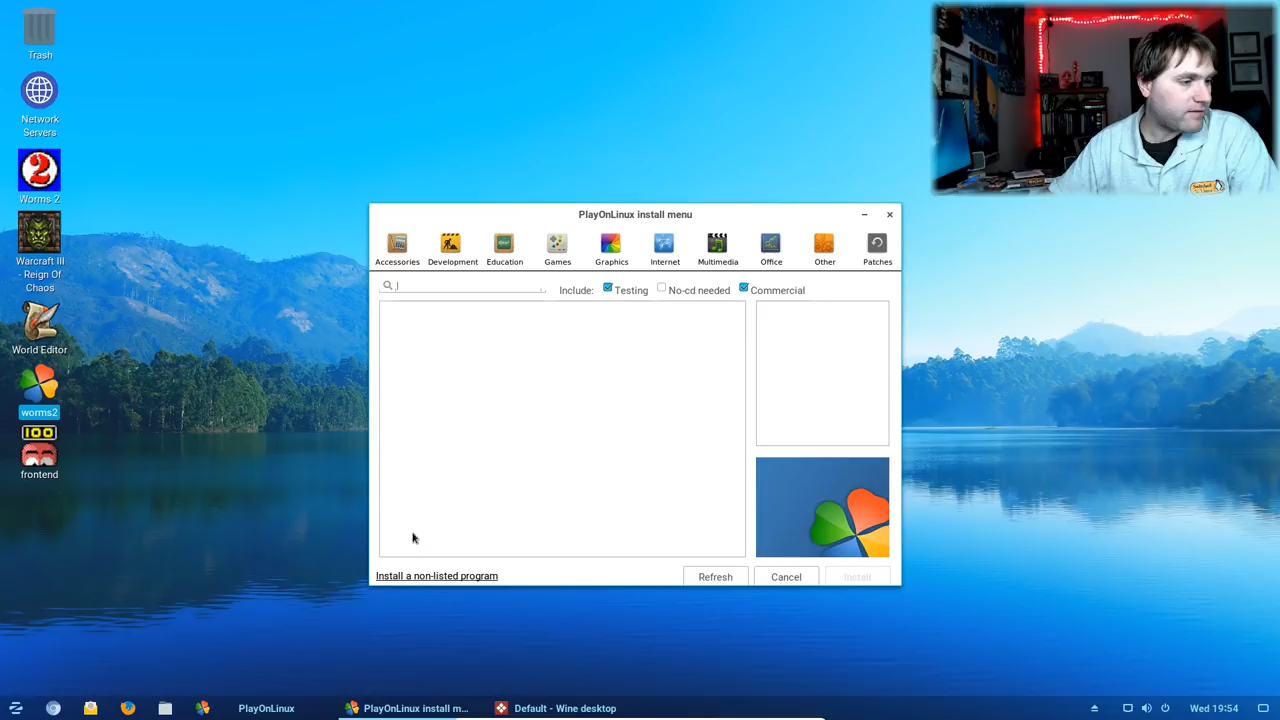 Trash
Network
Servers
2
Worms 2
Warcraft III
- Reign Of
Chaos
World Editor
worms2
100
frontend
PlayOnLinux install menu
Accessories Development Education Games Graphics Internet Multimedia Office Other Patches
Include: Testing No-cd needed Commercial
Install a non-listed program
Refresh Cancel Install
PlayOnLinux PlayOnLinux install m... Default - Wine desktop Wed 19:54